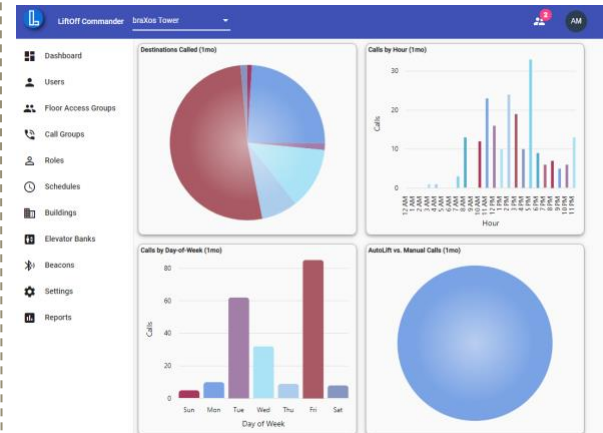 LiftOff Commander
braXos Tower
2
AM
Dashboard
Users
Floor Access Groups
Call Groups
Roles
Schedules
Buildings
Elevator Banks
Beacons
Settings
Reports
Destinations Called (1mo)
Calls by Hour (1mo)
30
20
10
0
Calls
12 AM
1 AM
2 AM
3 AM
4 AM
5 AM
6 AM
7 AM
8 AM
9 AM
10 AM
11 AM
12 PM
1 PM
2 PM
3 PM
4 PM
5 PM
6 PM
7 PM
8 PM
9 PM
10 PM
11 PM
Hour
Calls by Day-of-Week (1mo)
80
60
40
20
0
Calls
Sun Mon Tue Wed Thu Fri Sat
Day of Week
AutoLift vs. Manual Calls (1mo)